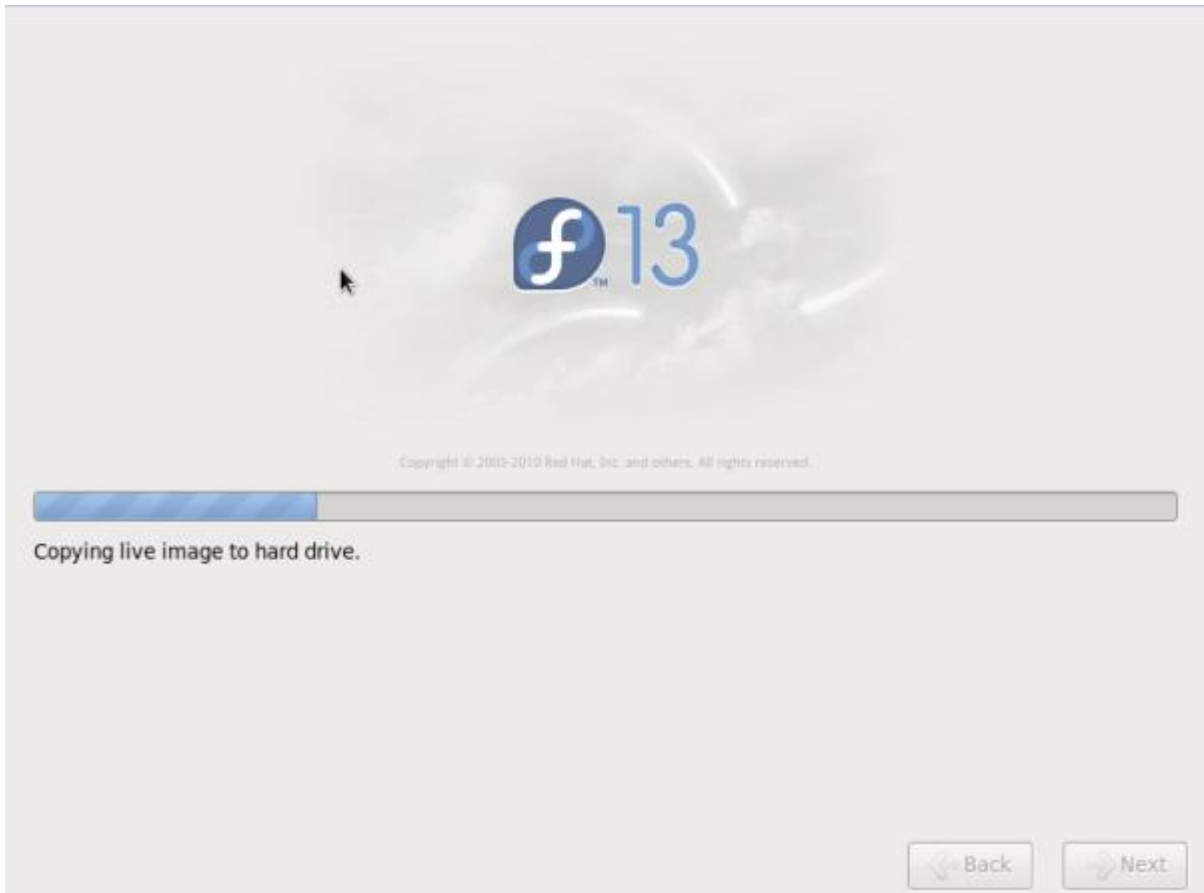 f 13
TM
Copyright © 2003-2010 Red Hat, Inc. and others. All rights reserved.
Copying live image to hard drive.
Back
Next